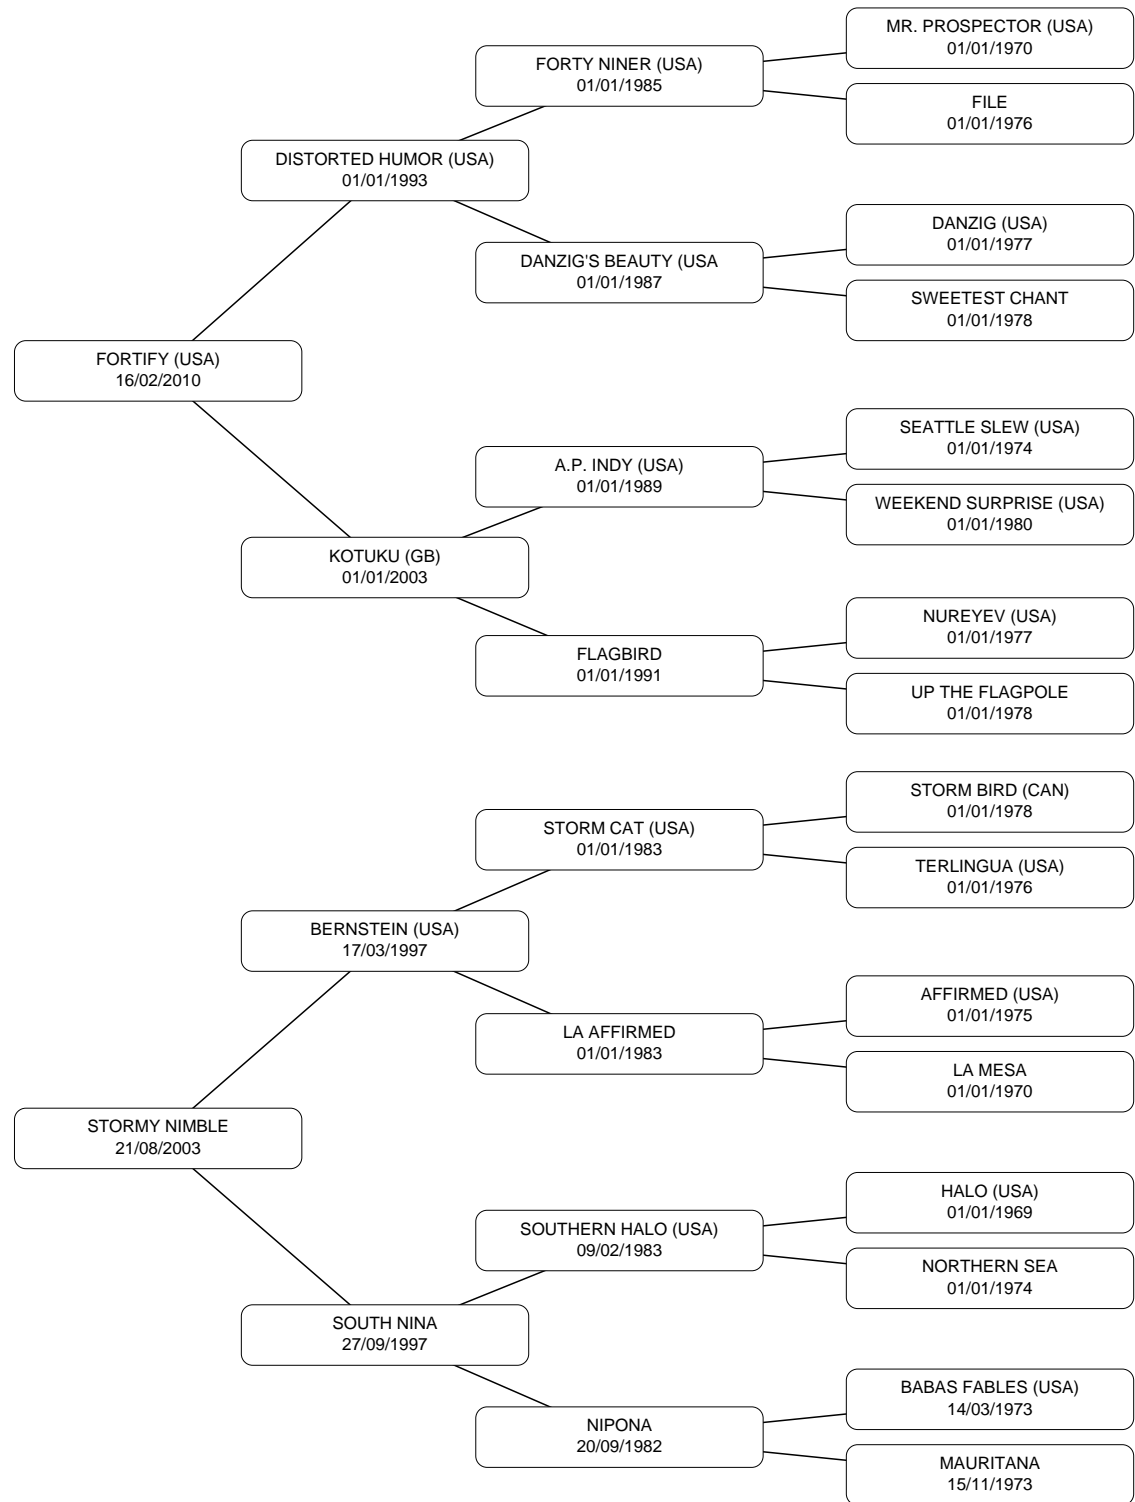 MR. PROSPECTOR (USA)
01/01/1970
FORTY NINER (USA)
01/01/1985
FILE
01/01/1976
DISTORTED HUMOR (USA)
01/01/1993
DANZIG (USA)
01/01/1977
DANZIG'S BEAUTY (USA
01/01/1987
SWEETEST CHANT
01/01/1978
FORTIFY (USA)
16/02/2010
SEATTLE SLEW (USA)
01/01/1974
A.P. INDY (USA)
01/01/1989
WEEKEND SURPRISE (USA)
01/01/1980
KOTUKU (GB)
01/01/2003
NUREYEV (USA)
01/01/1977
FLAGBIRD
01/01/1991
UP THE FLAGPOLE
01/01/1978
STORM BIRD (CAN)
01/01/1978
STORM CAT (USA)
01/01/1983
TERLINGUA (USA)
01/01/1976
BERNSTEIN (USA)
17/03/1997
AFFIRMED (USA)
01/01/1975
LA AFFIRMED
01/01/1983
LA MESA
01/01/1970
STORMY NIMBLE
21/08/2003
HALO (USA)
01/01/1969
SOUTHERN HALO (USA)
09/02/1983
NORTHERN SEA
01/01/1974
SOUTH NINA
27/09/1997
BABAS FABLES (USA)
14/03/1973
NIPONA
20/09/1982
MAURITANA
15/11/1973